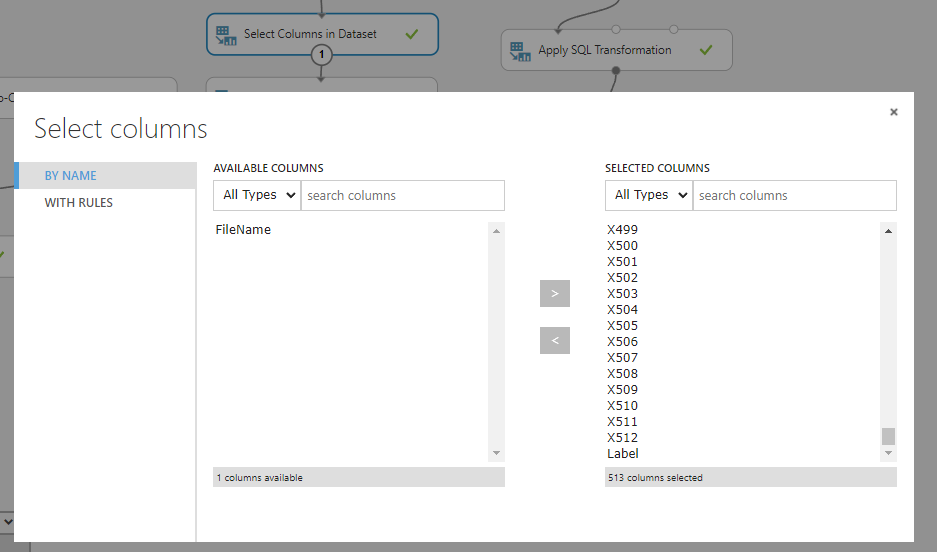 Select Columns in Dataset
1
Apply SQL Transformation
Select columns
×
BY NAME
WITH RULES
AVAILABLE COLUMNS
All Types
search columns
FileName
1 columns available
>
<
SELECTED COLUMNS
All Types
search columns
X499
X500
X501
X502
X503
X504
X505
X506
X507
X508
X509
X510
X511
X512
Label
513 columns selected